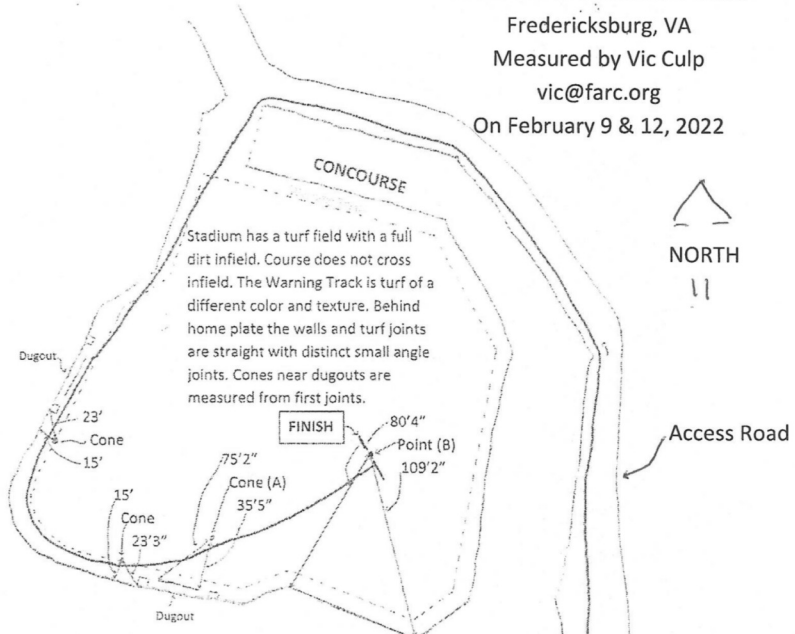 Fredericksburg, VA
Measured by Vic Culp
vic@farc.org
On February 9 & 12, 2022
CONCOURSE
NORTH
Stadium has a turf field with a full
dirt infield. Course does not cross
infield. The Warning Track is turf of a
different color and texture. Behind
home plate the walls and turf joints
are straight with distinct small angle
joints. Cones near dugouts are
measured from first joints.
Dugout
23'
Cone
15'
FINISH
80'4"
Point (B)
109'2"
Access Road
75'2"
Cone (A)
35'5"
15'
Cone
23'3"
Dugout